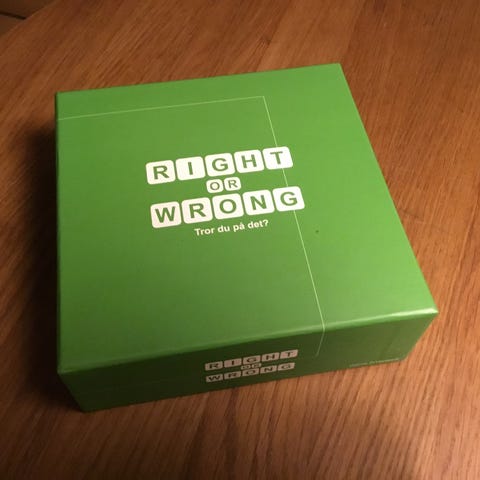 RIGHT
OR
WRONG
Tror du på det?
RIGHT
OR
WRONG